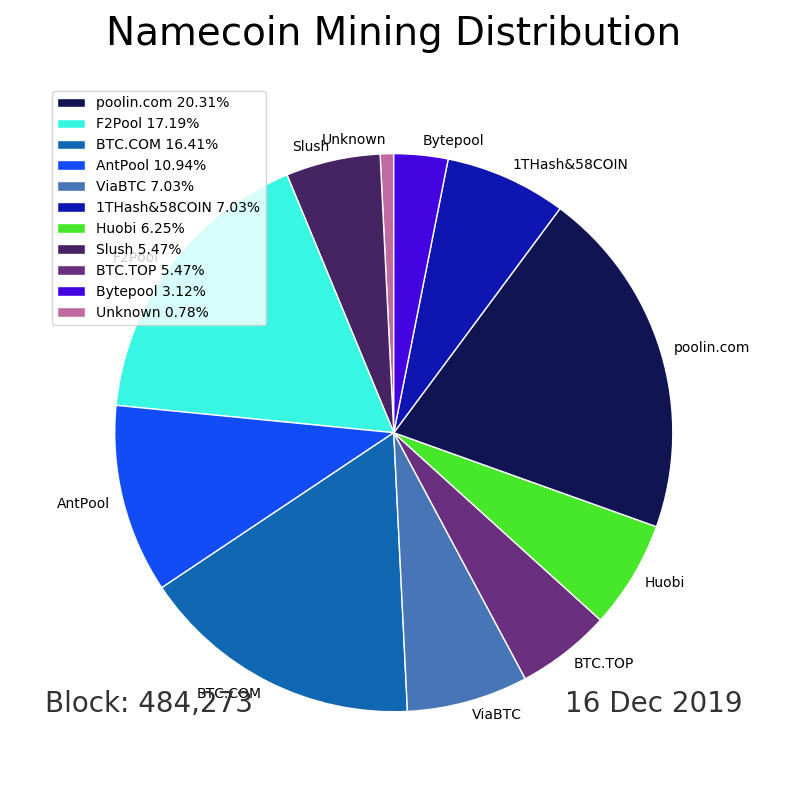 Namecoin Mining Distribution
poolin.com 20.31%
F2Pool 17.19%
BTC.COM 16.41%
AntPool 10.94%
ViaBTC 7.03%
1THash&58COIN 7.03%
Huobi 6.25%
Slush 5.47%
BTC.TOP 5.47%
Bytepool 3.12%
Unknown 0.78%
Slush
Unknown
Bytepool
1THash&58COIN
F2Pool
poolin.com
AntPool
Huobi
BTC.TOP
BTC.COM
ViaBTC
Block: 484,273
16 Dec 2019